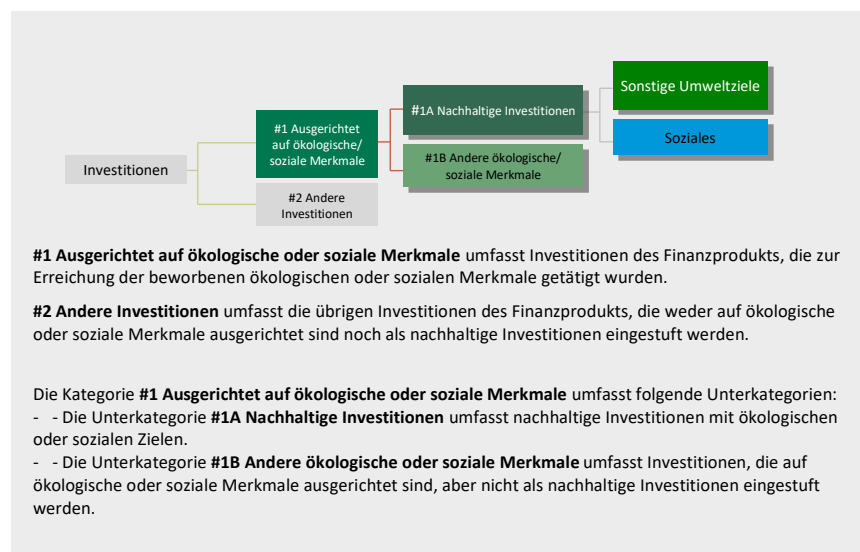 Sonstige Umweltziele
#1A Nachhaltige Investitionen
#1 Ausgerichtet
auf ökologische/
soziale Merkmale
Soziales
Investitionen
#1B Andere ökologische/
soziale Merkmale
#2 Andere
Investitionen
#1 Ausgerichtet auf ökologische oder soziale Merkmale umfasst Investitionen des Finanzprodukts, die zur
Erreichung der beworbenen ökologischen oder sozialen Merkmale getätigt wurden.
#2 Andere Investitionen umfasst die übrigen Investitionen des Finanzprodukts, die weder auf ökologische
oder soziale Merkmale ausgerichtet sind noch als nachhaltige Investitionen eingestuft werden.
Die Kategorie #1 Ausgerichtet auf ökologische oder soziale Merkmale umfasst folgende Unterkategorien:
- - Die Unterkategorie #1A Nachhaltige Investitionen umfasst nachhaltige Investitionen mit ökologischen
oder sozialen Zielen.
- - Die Unterkategorie #1B Andere ökologische oder soziale Merkmale umfasst Investitionen, die auf
ökologische oder soziale Merkmale ausgerichtet sind, aber nicht als nachhaltige Investitionen eingestuft
werden.